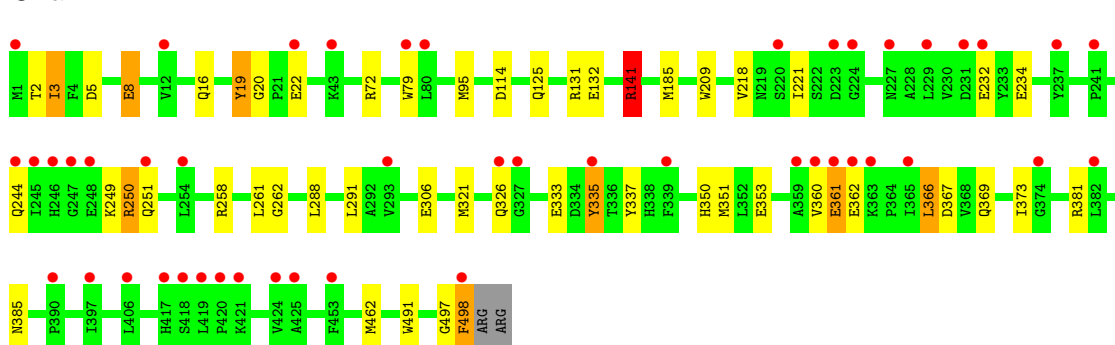 M1 T2 I3 F4 D5 E8 V12 Q16 Y19 G20 P21 E22 K43 R72 W79 L80 M95 D114 Q125 R131 E132 R141 M185 W209 V218 N219 S220 I221 S222 D223 G224 N227 A228 L229 V230 D231 E232 Y233 E234 Y237 P241
Q244 I245 H246 G247 E248 K249 R250 Q251 L254 R258 L261 G262 L288 L291 A292 V293 E306 M321 Q326 G327 E333 D334 Y335 T336 Y337 H338 F339 H350 M351 L352 E353 A359 V360 E361 E362 K363 P364 I365 L366 D367 V368 Q369 I373 G374 R381 L382
N385 P390 I397 L406 H417 S418 L419 P420 K421 V424 A425 F453 M462 W491 G497 F498 ARG ARG